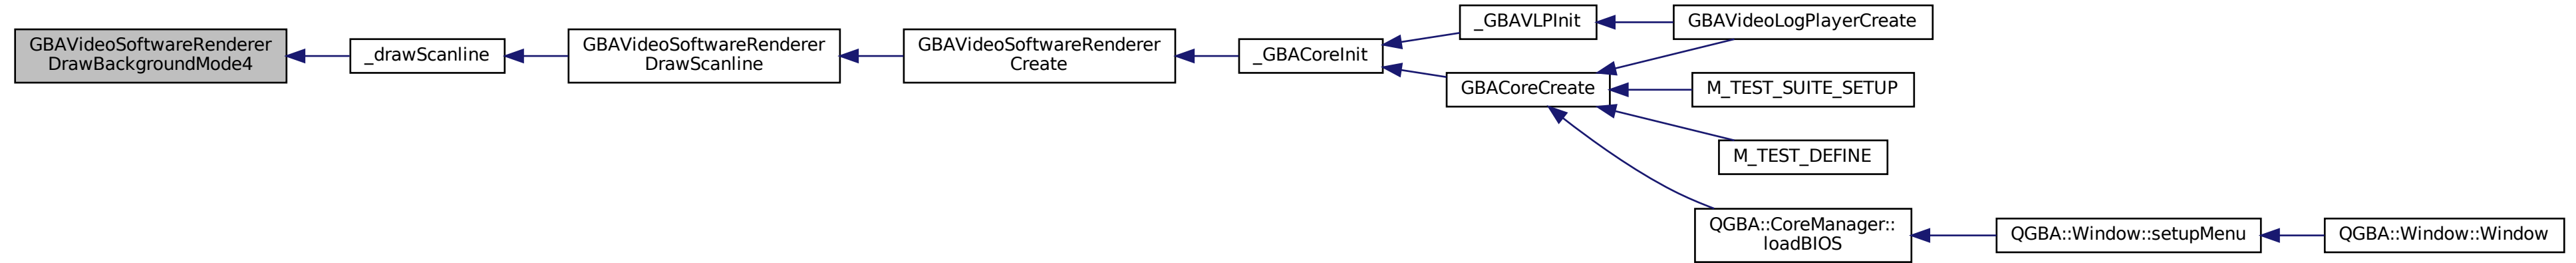 GBAVideoSoftwareRenderer
DrawBackgroundMode4
_drawScanline
GBAVideoSoftwareRenderer
DrawScanline
GBAVideoSoftwareRenderer
Create
_GBACoreInit
_GBAVLPInit
GBAVideoLogPlayerCreate
GBACoreCreate
M_TEST_SUITE_SETUP
M_TEST_DEFINE
QGBA::CoreManager::
loadBIOS
QGBA::Window::setupMenu
QGBA::Window::Window